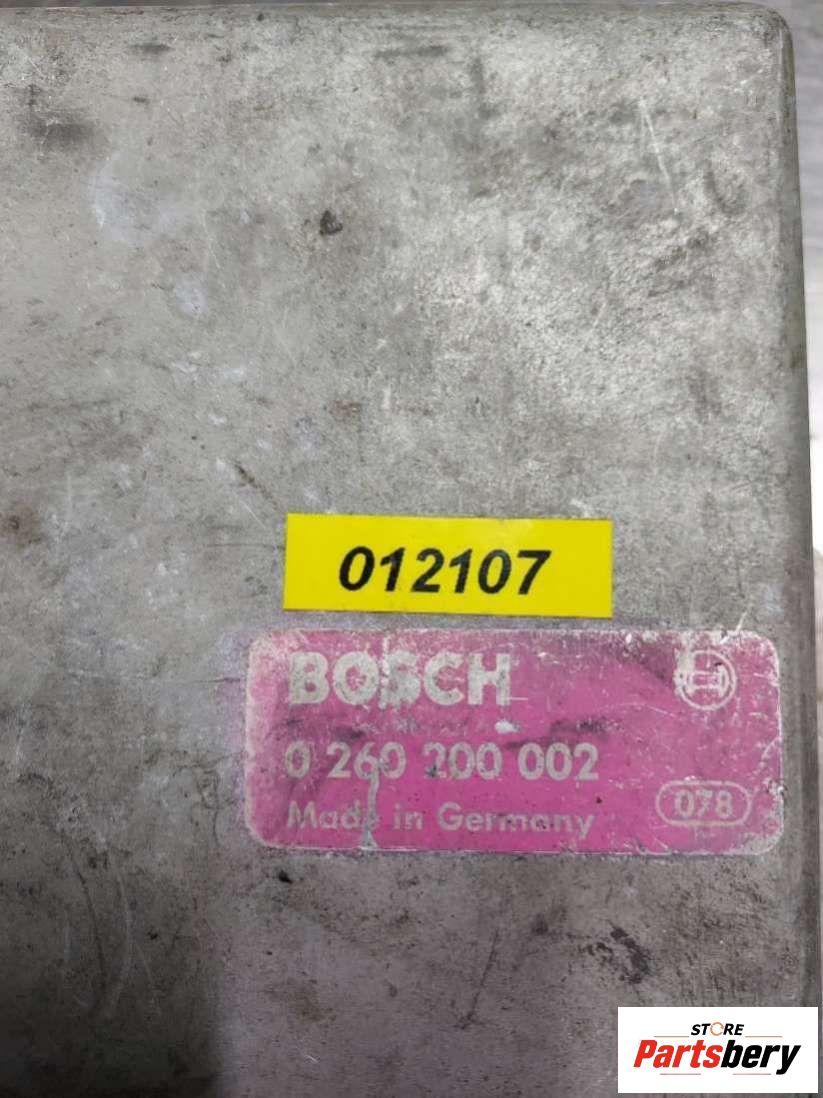 012107
BOSCH
0 260 200 002
Made in Germany
078
STORE
Partsbery